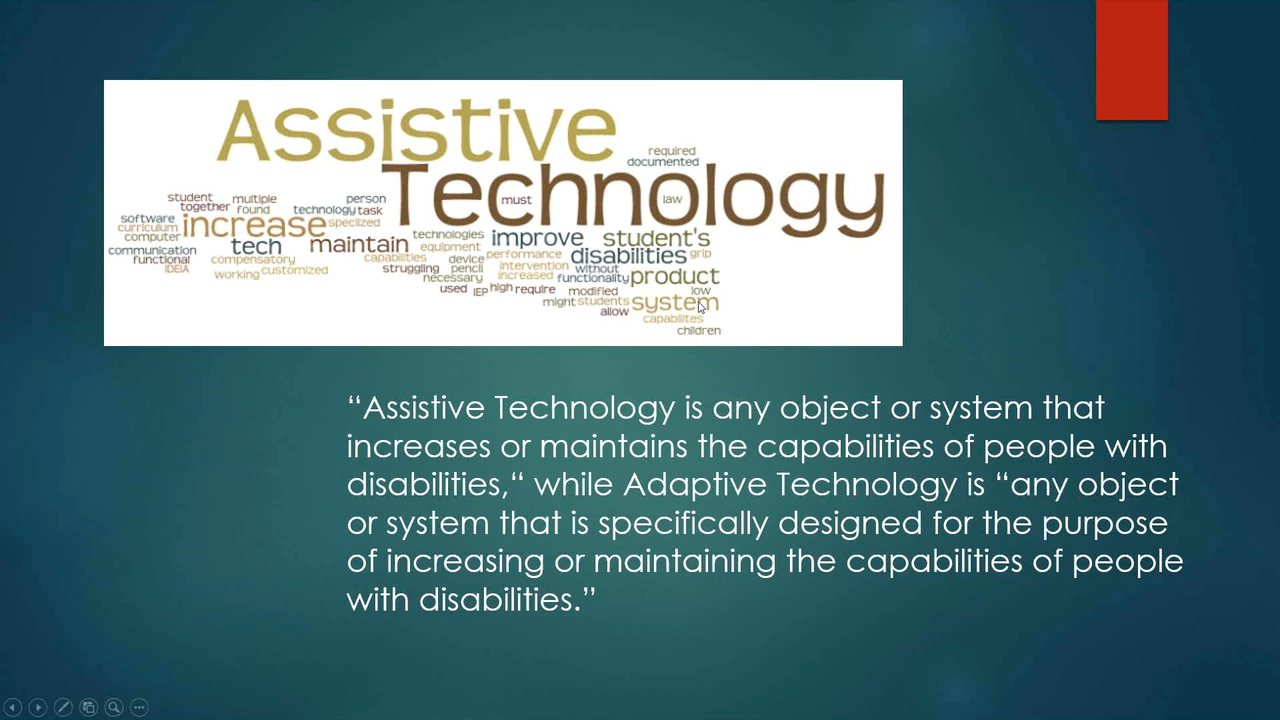 Assistive
required
documented
Technology
must
law
student
multiple
person
together
found
technology
task
software
increase
speclized
curriculum
computer
technologies
improve
student's
tech
maintain
equipment
communication
performance
disabilities
grip
functional
compensatory
capabilities
device
IDEIA
working
customized
struggling
pencil
intervention
without
necessary
increased
functionality
product
used
IEP
high
require
modified
low
might
students
system
allow
capabilites
children
“Assistive Technology is any object or system that
increases or maintains the capabilities of people with
disabilities,“ while Adaptive Technology is “any object
or system that is specifically designed for the purpose
of increasing or maintaining the capabilities of people
with disabilities.”